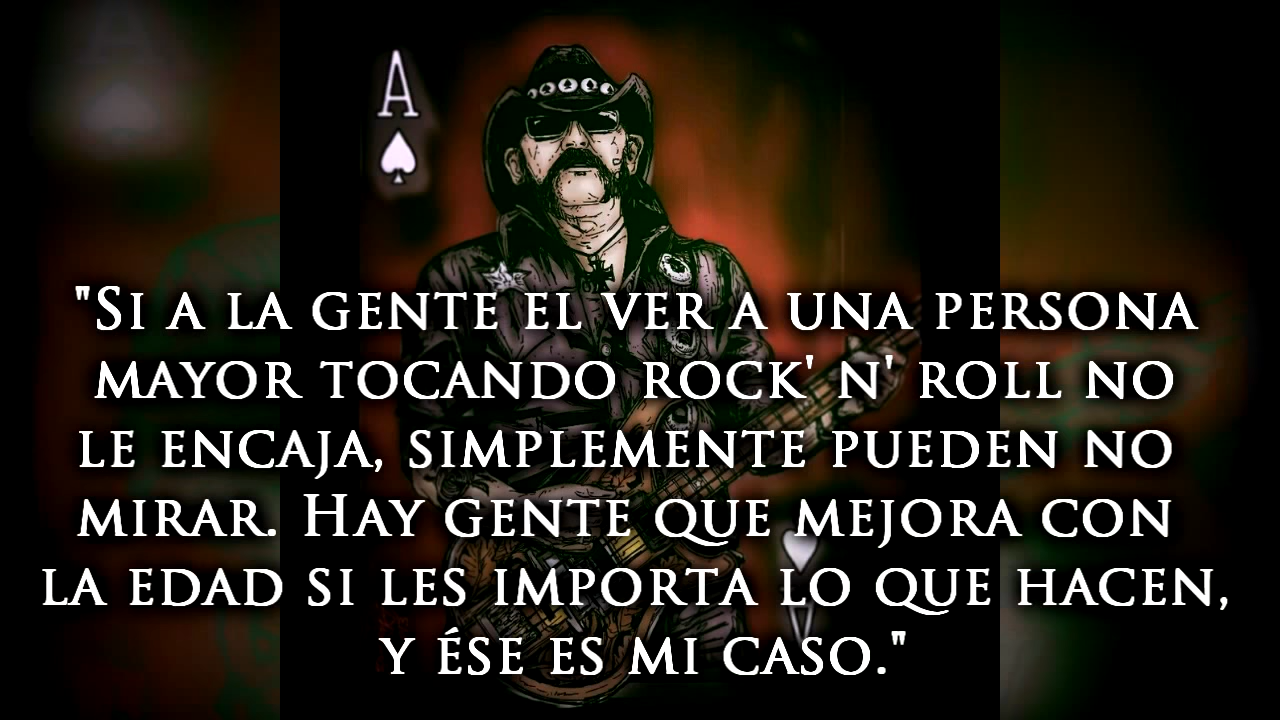 A
"Si a la gente el ver a una persona
mayor tocando rock' n' roll no
le encaja, simplemente pueden no
mirar. Hay gente que mejora con
la edad si les importa lo que hacen,
y ése es mi caso."